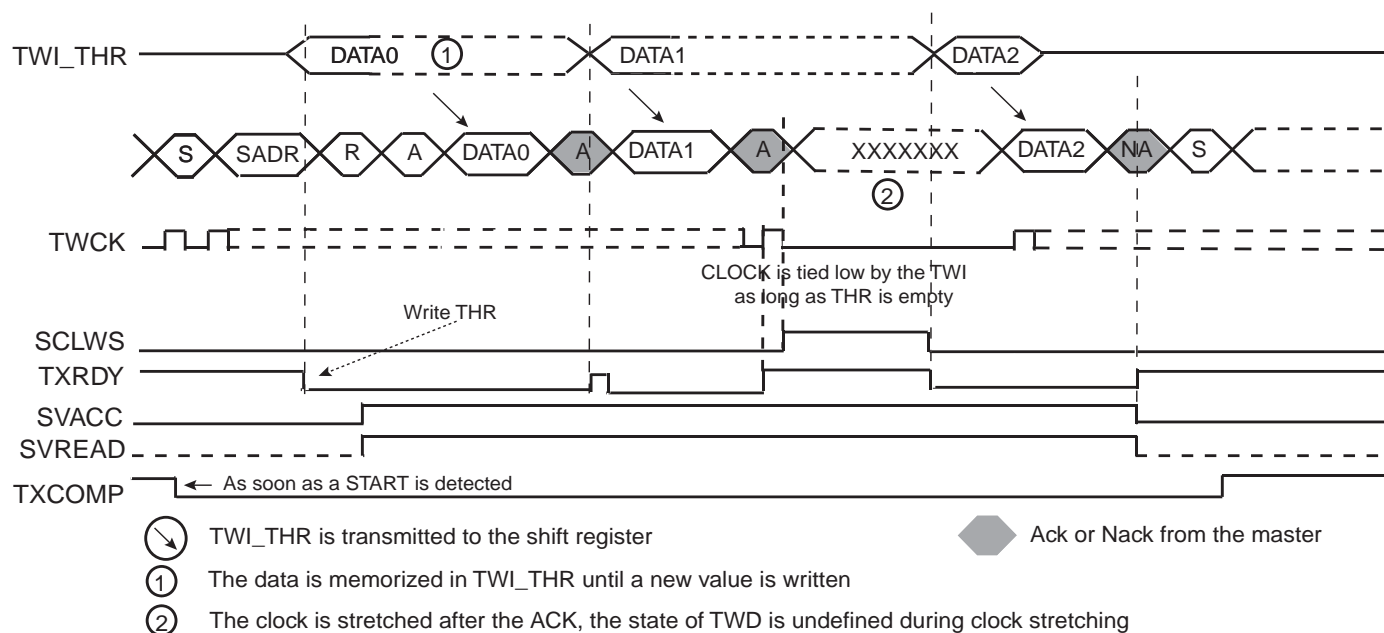 TWI_THR DATA0 1 DATA1 DATA2
S SADR R A DATA0 A DATA1 A XXXXXXX DATA2 NA S
2
TWCK
CLOCK is tied low by the TWI
as long as THR is empty
Write THR
SCLWS
TXRDY
SVACC
SVREAD
As soon as a START is detected
TXCOMP
TWI_THR is transmitted to the shift register
Ack or Nack from the master
1 The data is memorized in TWI_THR until a new value is written
2 The clock is stretched after the ACK, the state of TWD is undefined during clock stretching